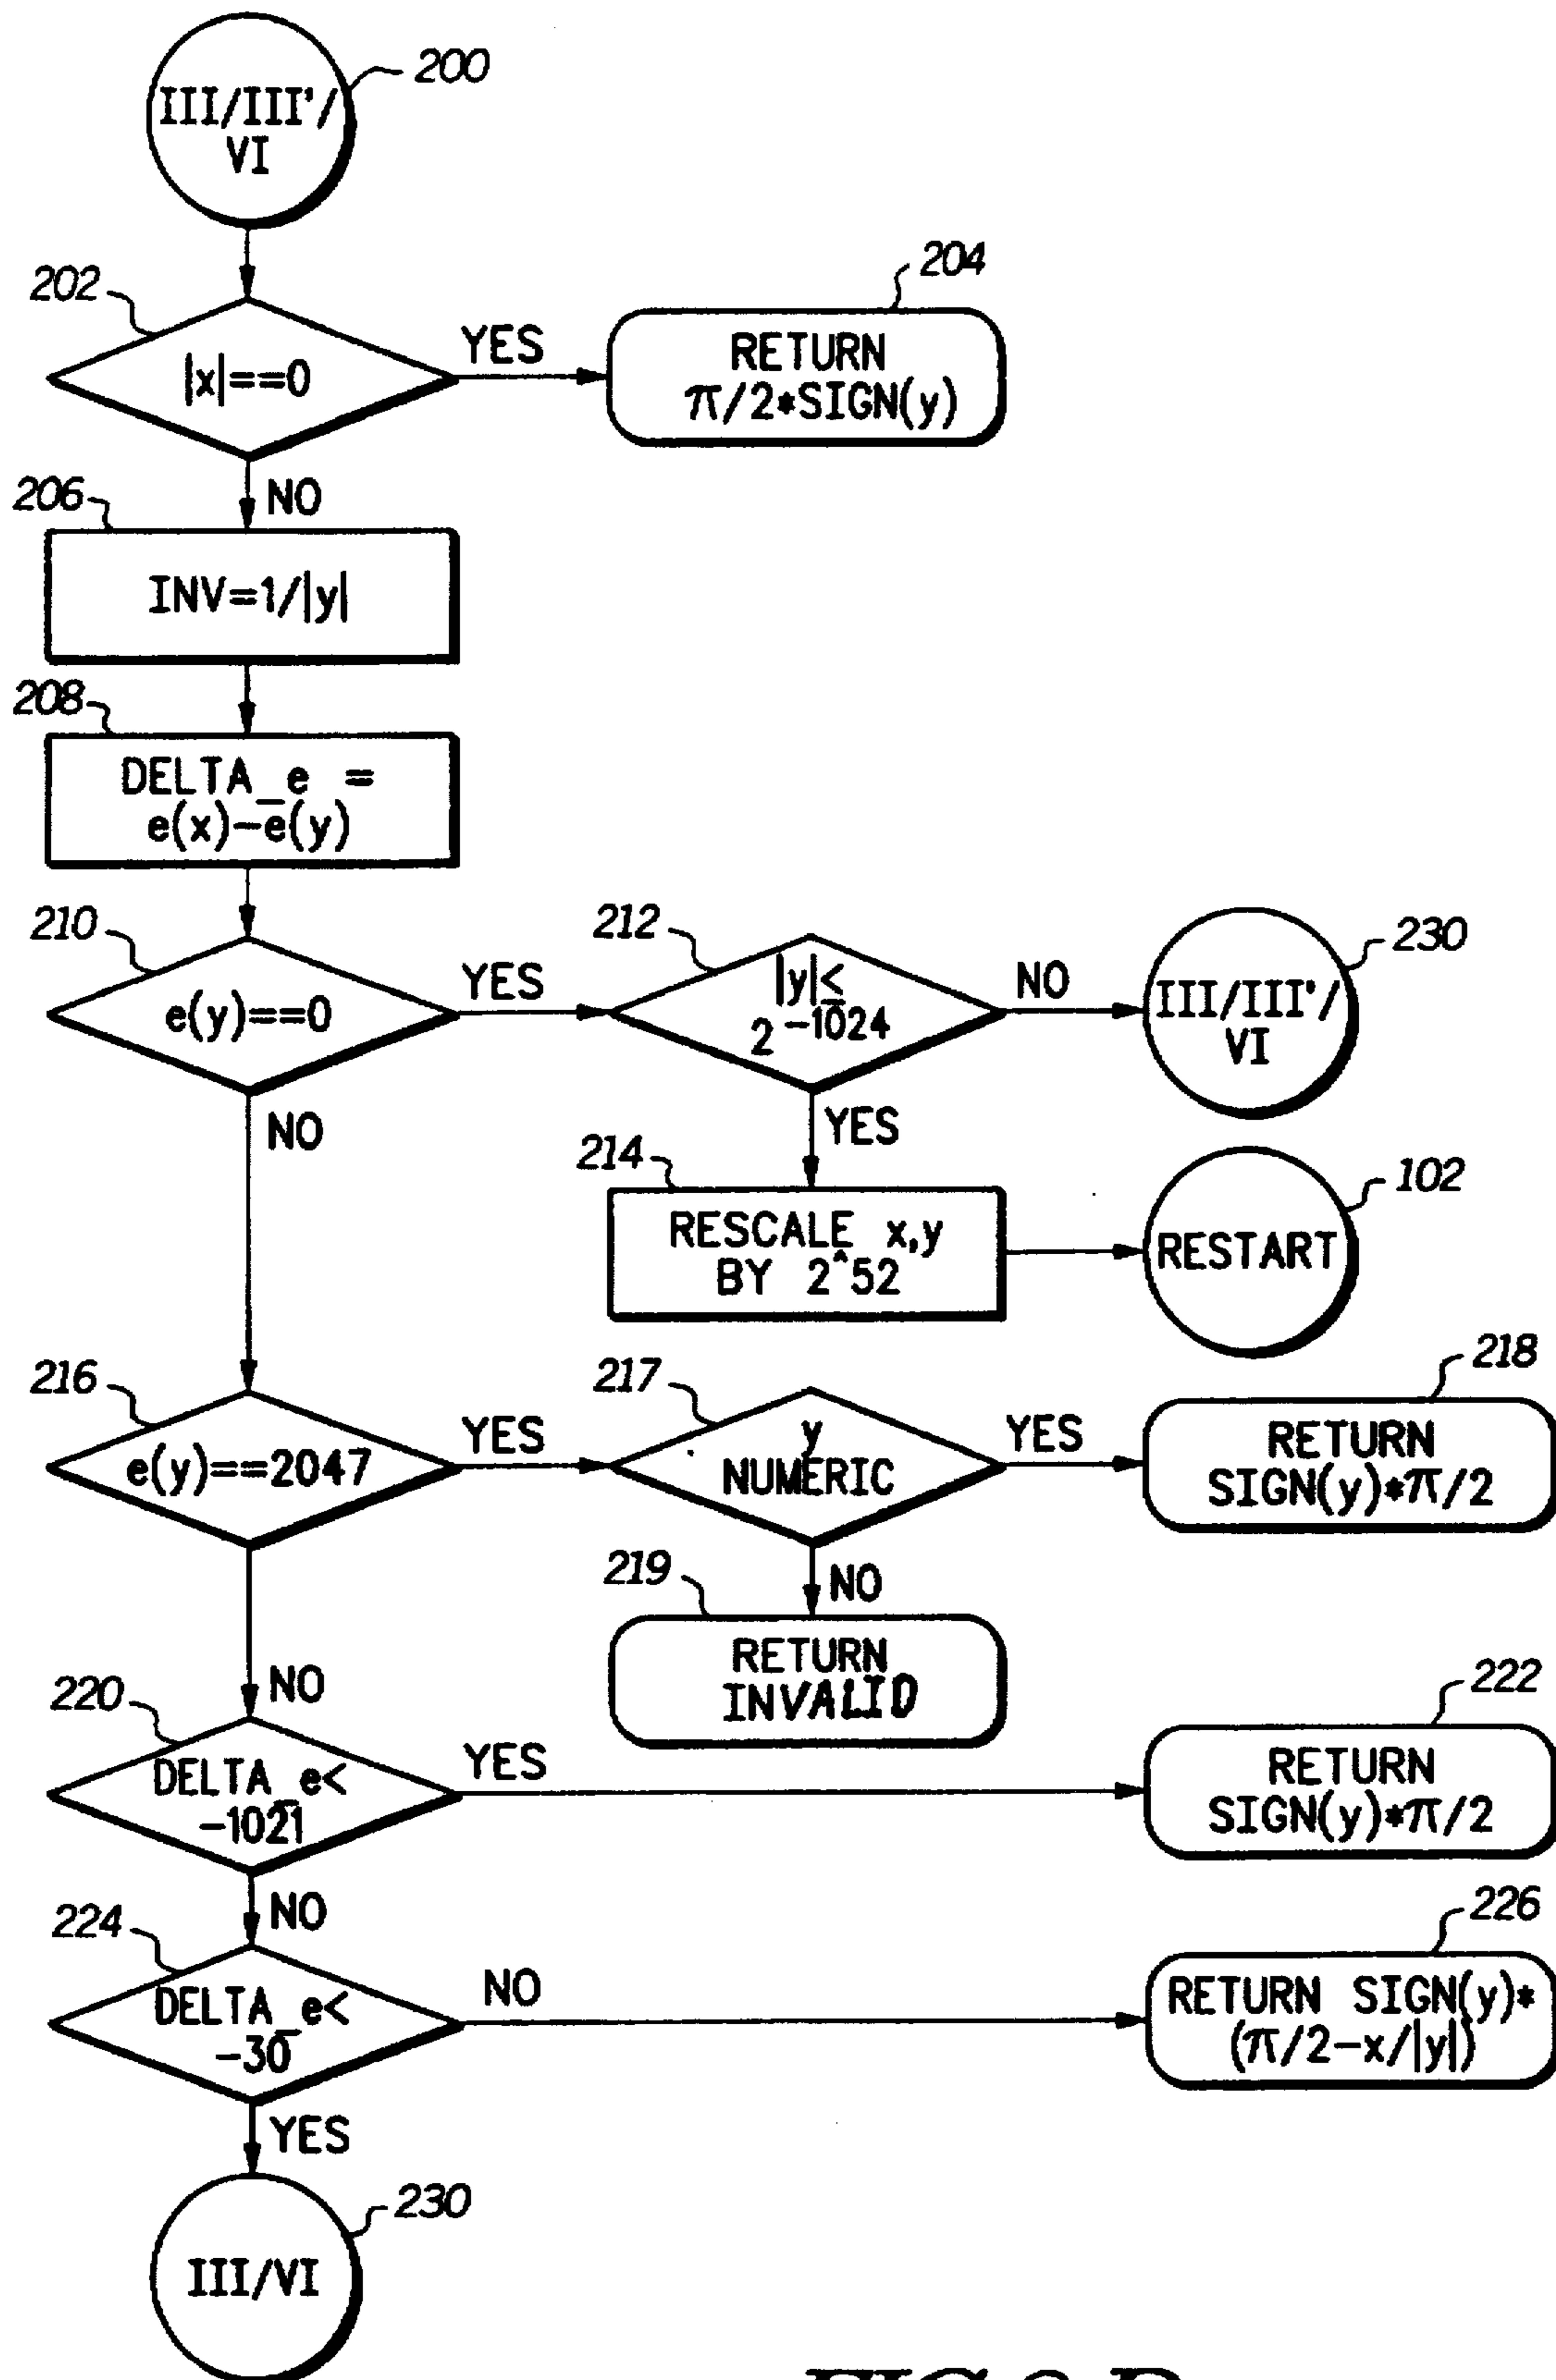 200
III/III'/
VI
202
|x|==0
YES
204
RETURN
π/2*SIGN(y)
NO
206
INV=1/|y|
208
DELTA_e =
e(x)-e(y)
210
e(y)==0
YES
212
|y|≤
2^-1024
NO
230
III/III'/
VI
NO
YES
214
RESCALE x,y
BY 2^52
102
RESTART
216
e(y)==2047
YES
217
y
NUMERIC
YES
218
RETURN
SIGN(y)*π/2
NO
219
RETURN
INVALID
NO
220
DELTA_e<
-1021
YES
222
RETURN
SIGN(y)*π/2
NO
224
DELTA_e<
-30
NO
226
RETURN SIGN(y)*
(π/2-x/|y|)
YES
230
III/VI